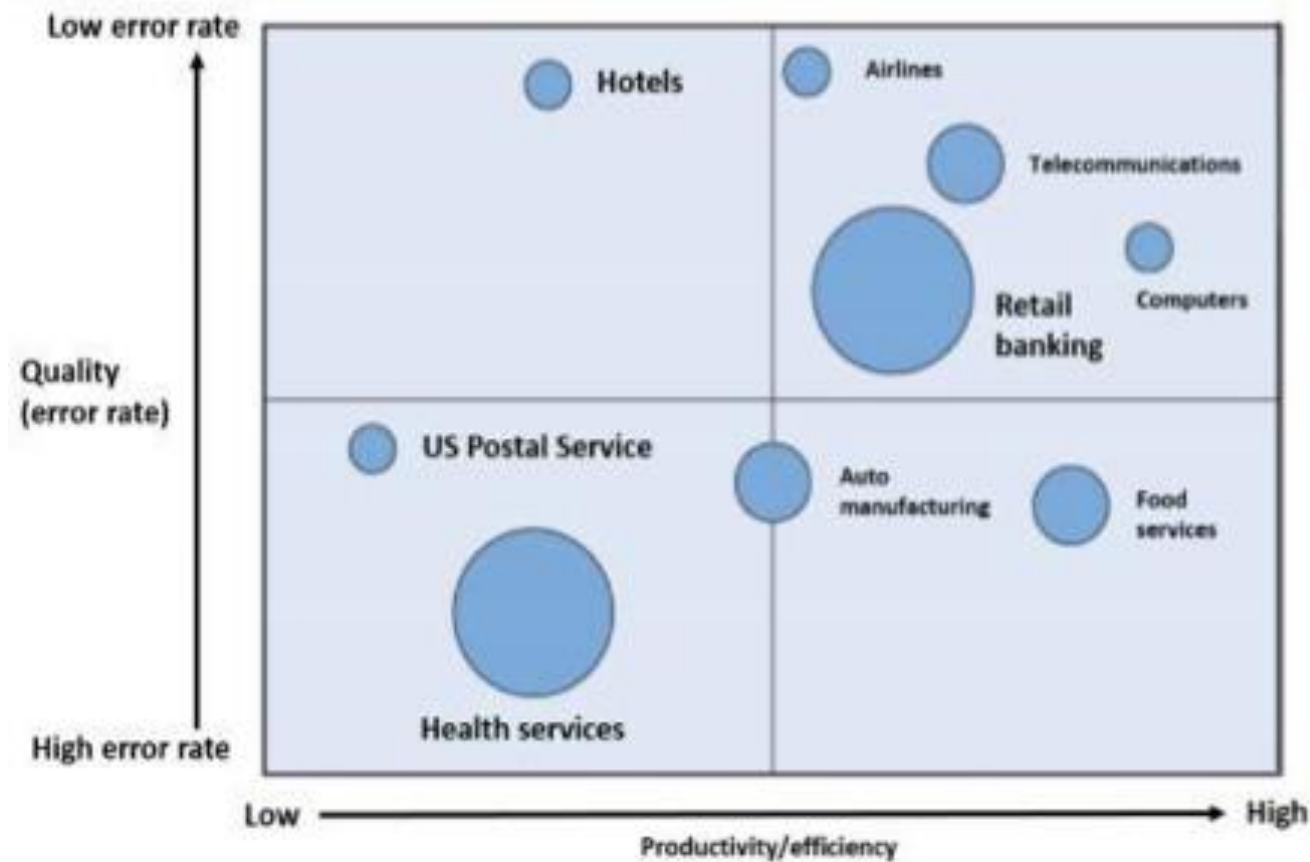 Low error rate
Hotels
Airlines
Telecommunications
Computers
Retail
banking
Quality
(error rate)
US Postal Service
Auto
manufacturing
Food
services
Health services
High error rate
Low
High
Productivity/efficiency